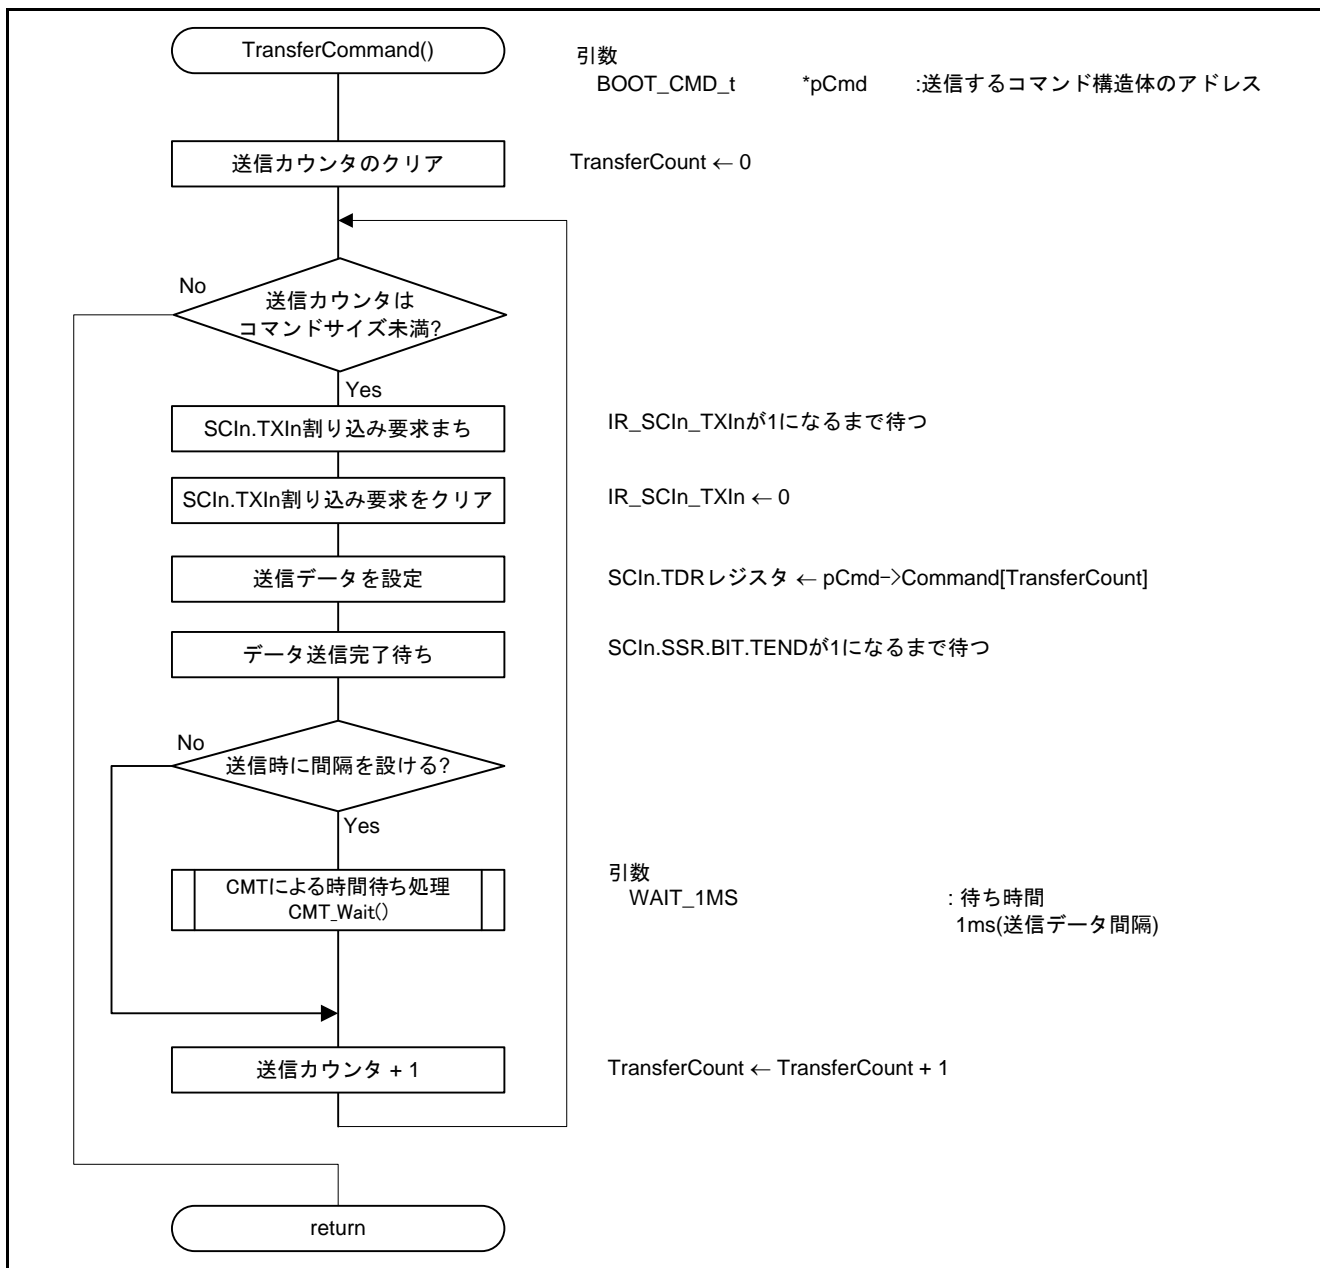 TransferCommand()
引数
BOOT_CMD_t *pCmd :送信するコマンド構造体のアドレス
送信カウンタのクリア
TransferCount ← 0
No
送信カウンタは
コマンドサイズ未満?
Yes
SCIn.TXIn割り込み要求まち
IR_SCIn_TXInが1になるまで待つ
SCIn.TXIn割り込み要求をクリア
IR_SCIn_TXIn ← 0
送信データを設定
SCIn.TDRレジスタ ← pCmd->Command[TransferCount]
データ送信完了待ち
SCIn.SSR.BIT.TENDが1になるまで待つ
No
送信時に間隔を設ける?
Yes
CMTによる時間待ち処理
CMT_Wait()
引数
WAIT_1MS : 待ち時間
1ms(送信データ間隔)
送信カウンタ + 1
TransferCount ← TransferCount + 1
return